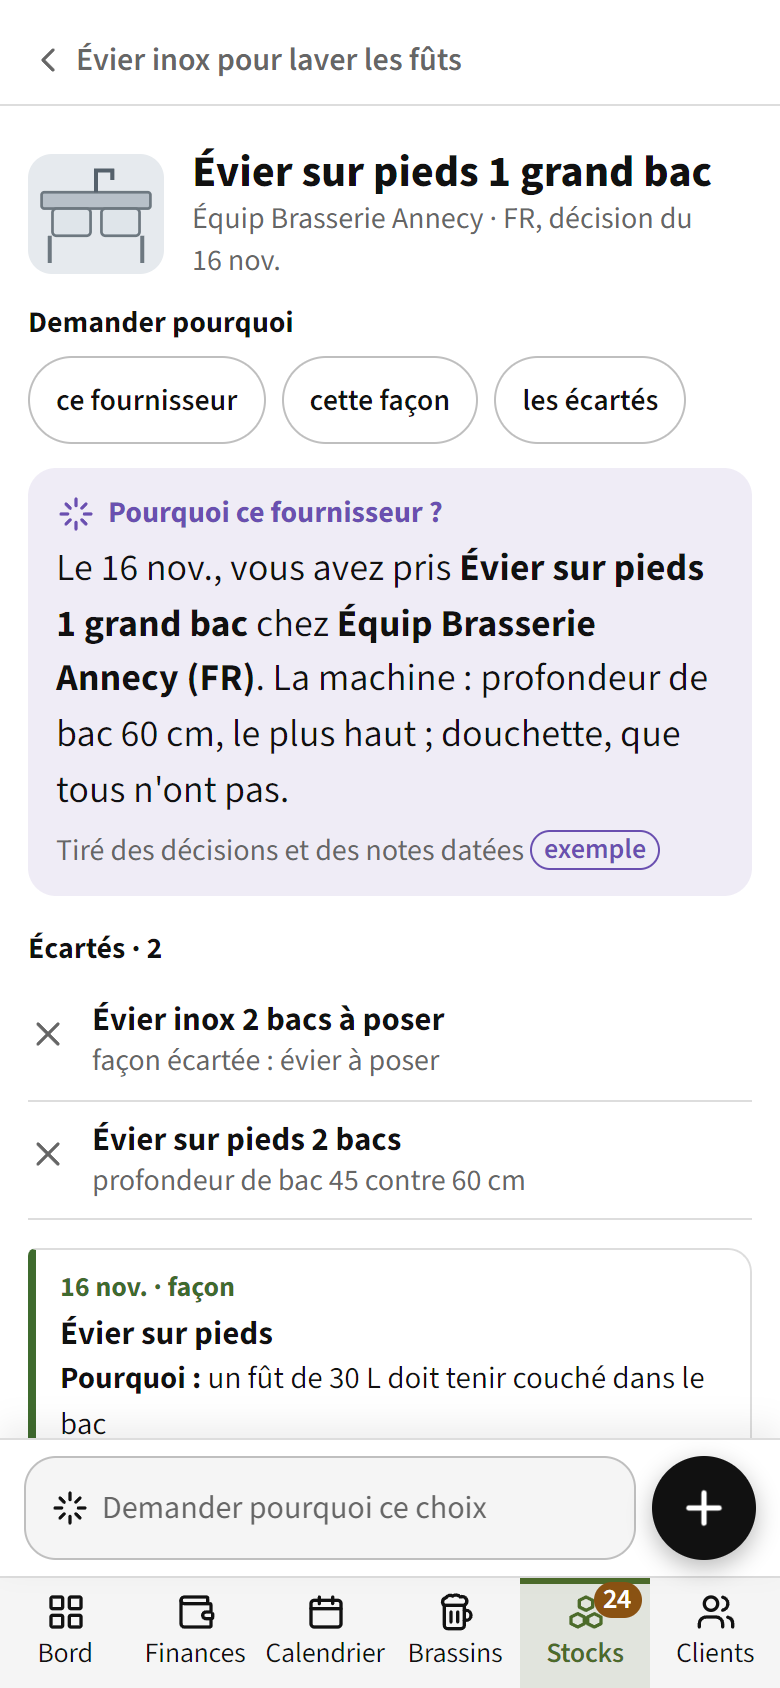 Évier inox pour laver les fûts
Évier sur pieds 1 grand bac
Équip Brasserie Annecy · FR, décision du
16 nov.
Demander pourquoi
ce fournisseur
cette façon
les écartés
Pourquoi ce fournisseur ?
Le 16 nov., vous avez pris Évier sur pieds
1 grand bac chez Équip Brasserie
Annecy (FR). La machine : profondeur de
bac 60 cm, le plus haut ; douchette, que
tous n'ont pas.
Tiré des décisions et des notes datées exemple
Écartés · 2
Évier inox 2 bacs à poser
façon écartée : évier à poser
Évier sur pieds 2 bacs
profondeur de bac 45 contre 60 cm
16 nov. · façon
Évier sur pieds
Pourquoi : un fût de 30 L doit tenir couché dans le
bac
Demander pourquoi ce choix
24
Bord
Finances
Calendrier
Brassins
Stocks
Clients